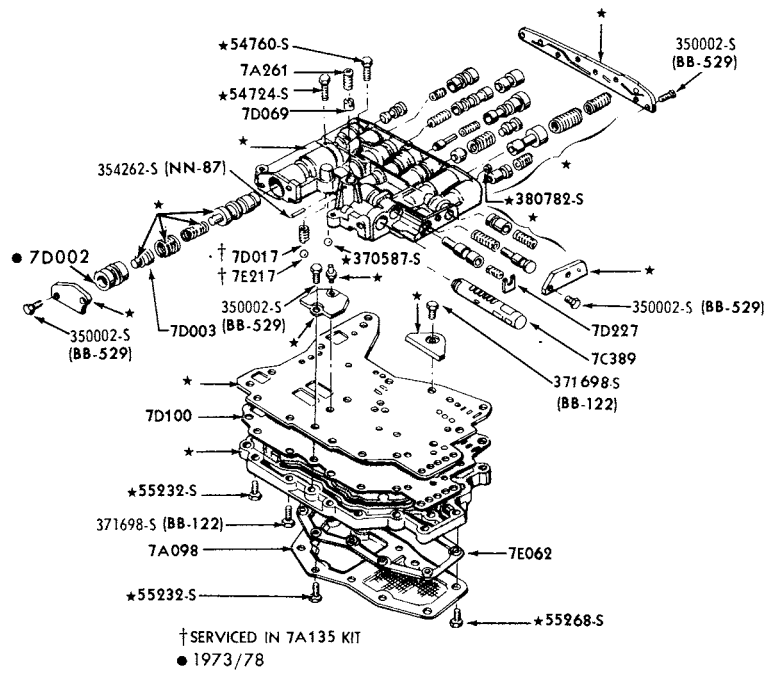 ★
★54760-S
350002-S
(BB-529)
7A261
★54724-S
7D069
★
354262-S (NN-87)
★
★380782-S
★
★
● 7D002
† 7D017
★370587-S
† 7E217
★
★
350002-S
(BB-529)
★
★
350002-S (BB-529)
350002-S
(BB-529)
7D003
★
7D227
7C389
371698-S
(BB-122)
★
7D100
★
★55232-S
371698-S (BB-122)
7A098
7E062
★55232-S
★55268-S
†SERVICED IN 7A135 KIT
● 1973/78